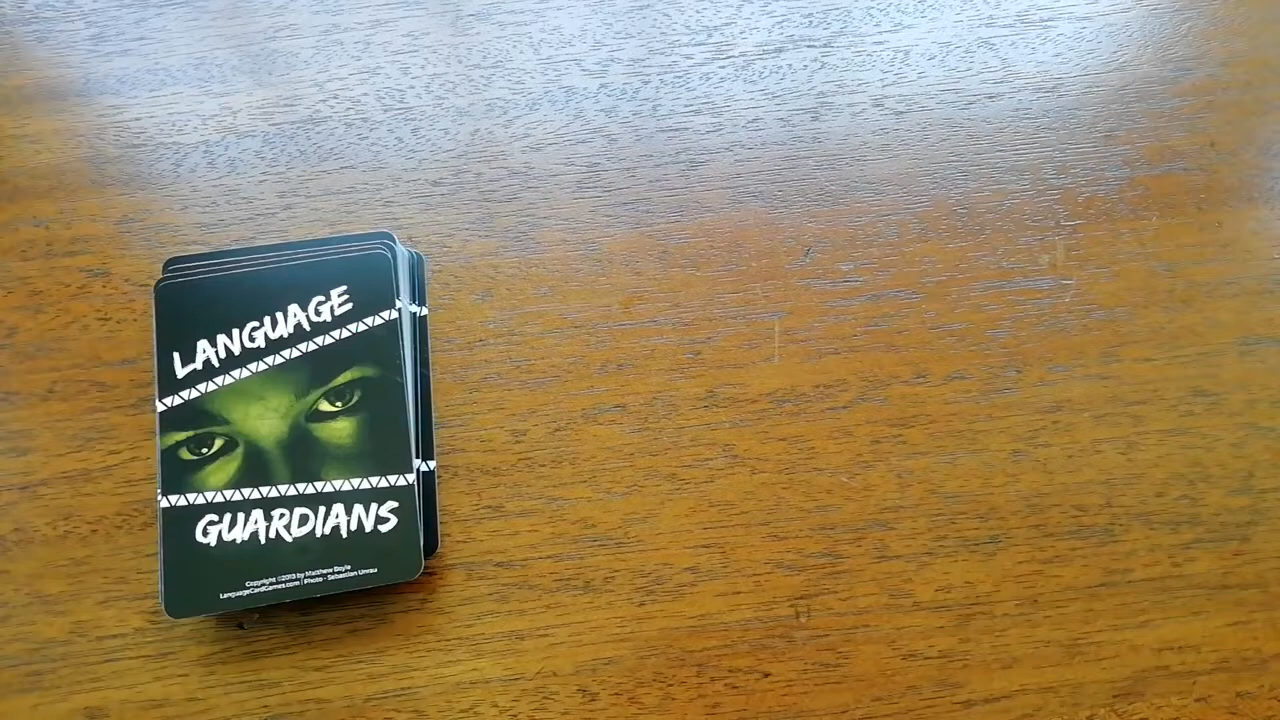 LANGUAGE
GUARDIANS
Copyright ©2013 by Matthew Boyle
LanguageCardGames.com | Photo - Sebastian Unrau